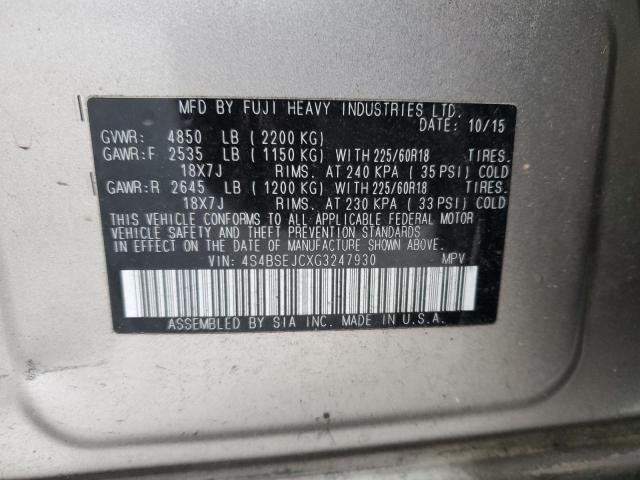 MFD BY FUJI HEAVY INDUSTRIES LTD.
DATE: 10/15
GVWR: 4850 LB ( 2200 KG)
GAWR:F 2535 LB ( 1150 KG) WITH 225/60R18 TIRES.
18X7J RIMS. AT 240 KPA ( 35 PSI) COLD
GAWR:R 2645 LB ( 1200 KG) WITH 225/60R18 TIRES.
18X7J RIMS. AT 230 KPA ( 33 PSI) COLD
THIS VEHICLE CONFORMS TO ALL APPLICABLE FEDERAL MOTOR
VEHICLE SAFETY AND THEFT PREVENTION STANDARDS
IN EFFECT ON THE DATE OF MANUFACTURE SHOWN ABOVE.
VIN: 4S4BSEJCXG3247930 MPV
ASSEMBLED BY SIA INC. MADE IN U.S.A.